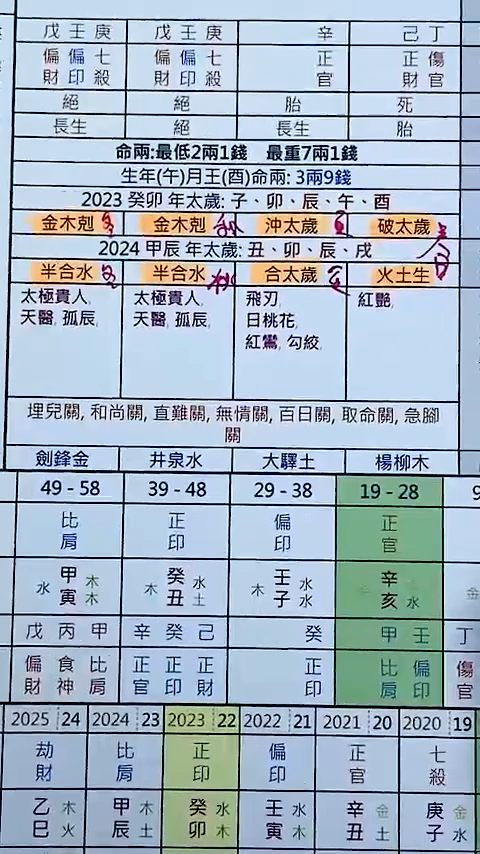 戊 壬 庚 戊 壬 庚 辛 己 丁
偏 偏 七 偏 偏 七 正 正 傷
財 印 殺 財 印 殺 官 財 官
絕 絕 胎 死
長生 絕 長生 胎
命兩:最低2兩1錢 最重7兩1錢
生年(午)月王(酉)命兩: 3兩9錢
2023 癸卯 年太歲: 子、卯、辰、午、酉
金木剋 冬 金木剋 秋 沖太歲 夏 破太歲
2024 甲辰 年太歲: 丑、卯、辰、戌
半合水 冬 半合水 秋 合太歲 夏 火土生
太極貴人, 太極貴人, 飛刃, 紅艷,
天醫, 孤辰, 天醫, 孤辰, 日桃花,
紅鸞, 勾絞,
埋兒關, 和尚關, 直難關, 無情關, 百日關, 取命關, 急腳
關
劍鋒金 井泉水 大驛土 楊柳木
49 - 58 39 - 48 29 - 38 19 - 28 9
比 正 偏 正
肩 印 印 官
水 甲 木 木 癸 水 木 壬 水 辛
寅 木 丑 土 子 水 亥 水 金
戊 丙 甲 辛 癸 己 癸 甲 壬 丁
偏 食 比 正 正 正 正 比 偏 傷
財 神 肩 官 印 財 印 肩 印 官
2025 24 2024 23 2023 22 2022 21 2021 20 2020 19
劫 比 正 偏 正 七
財 肩 印 印 官 殺
乙 木 甲 木 癸 水 壬 水 辛 金 庚 金
巳 火 辰 土 卯 木 寅 木 丑 土 子 水